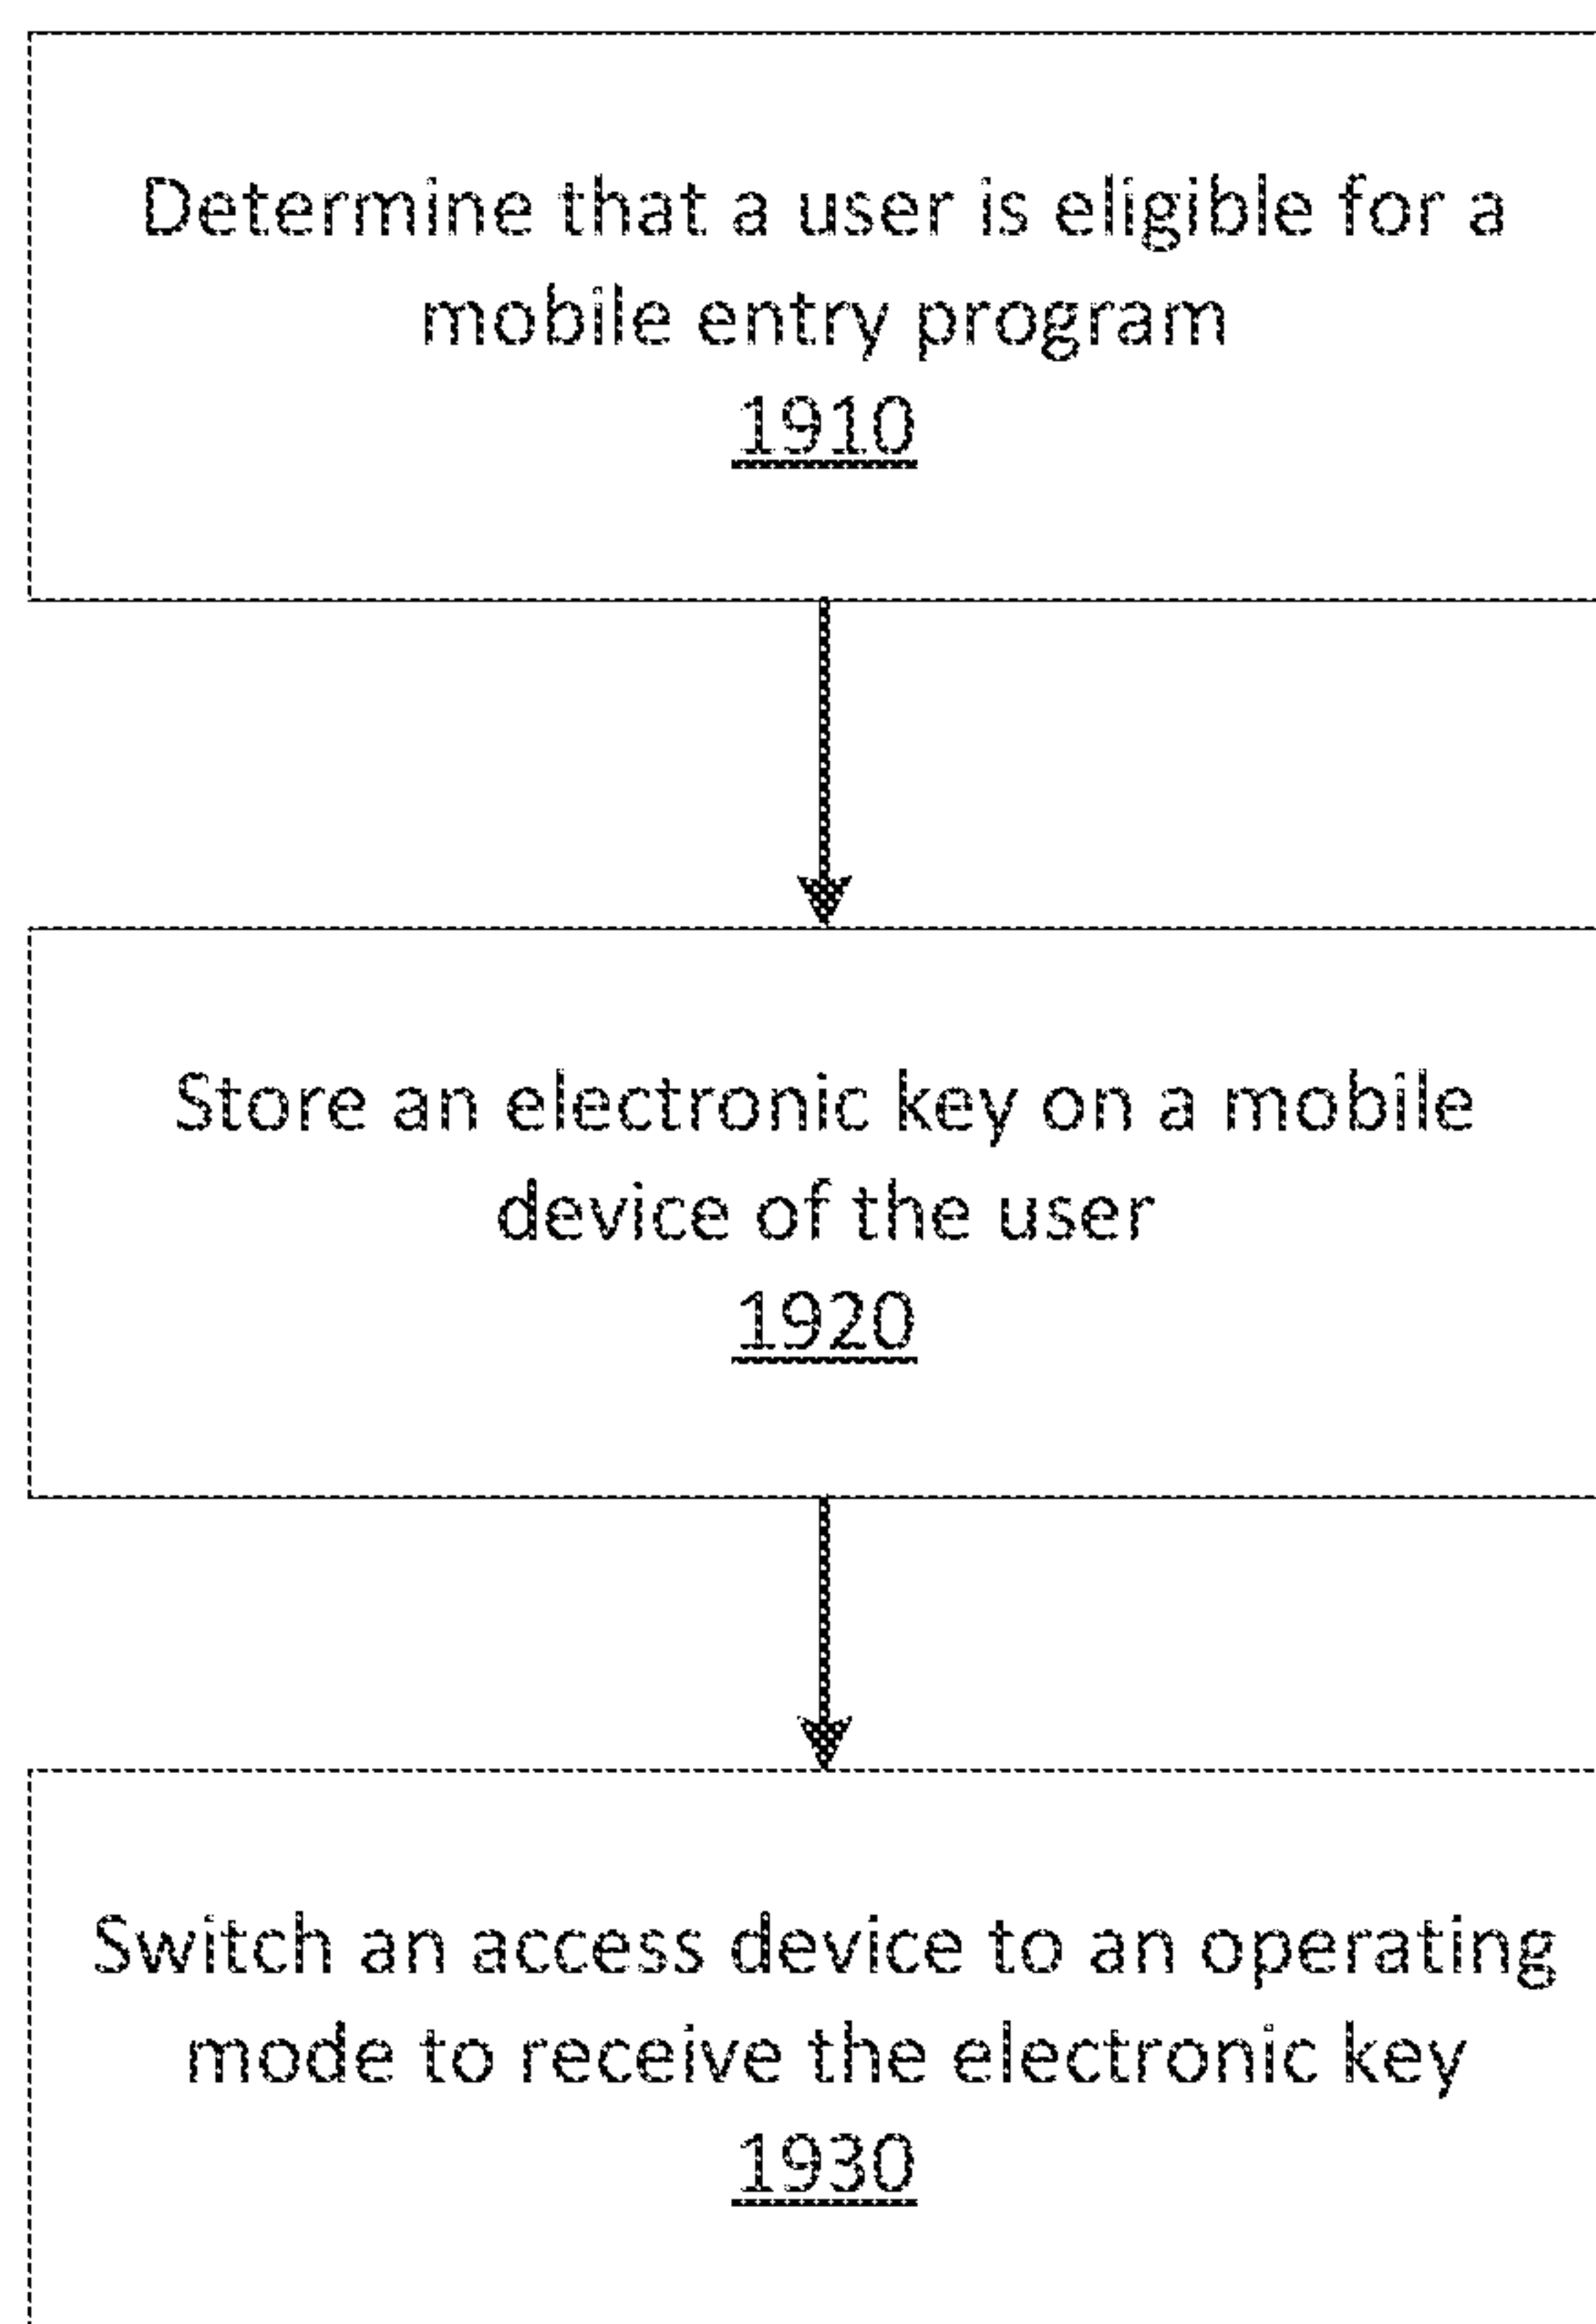 Determine that a user is eligible for a
mobile entry program
1910
Store an electronic key on a mobile
device of the user
1920
Switch an access device to an operating
mode to receive the electronic key
1930